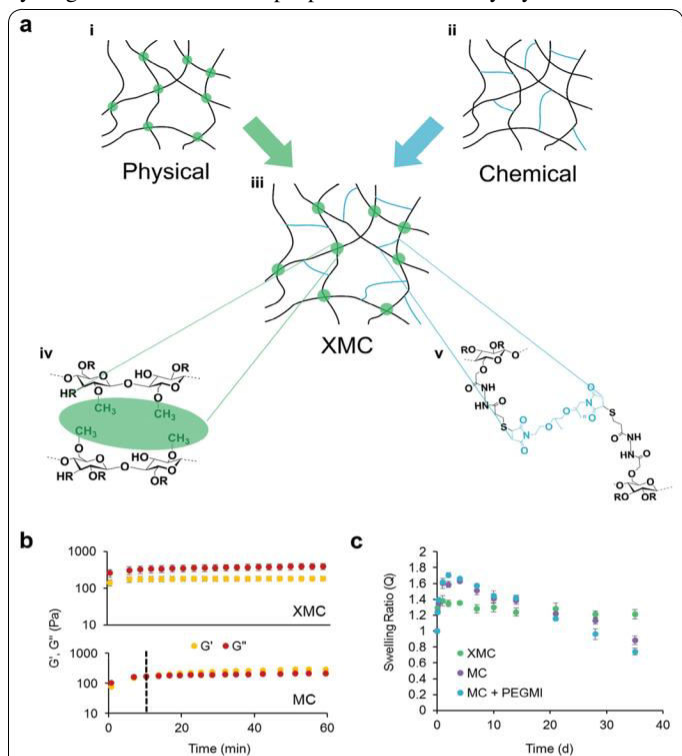 a
i
ii
Physical
Chemical
iii
XMC
iv
v
OR
HO
OR
O
O
O
O
HR
O
O
CH₃
CH₃
CH₃
CH₃
O
O
HO
OR
O
O
O
O
HR
OR
OR
RO
OR
O
O
O
NH
HN
O
S
O
N
O
O
O
N
O
O
S
O
NH
HN
O
O
O
O
RO
OR
b
1000
100
10
XMC
G', G" (Pa)
G' G"
1000
100
10
MC
0
20
40
60
Time (min)
c
Swelling Ratio (Q)
2
1.8
1.6
1.4
1.2
1
0.8
0.6
0.4
0.2
0
XMC
MC
MC + PEGMI
0
10
20
30
40
Time (d)